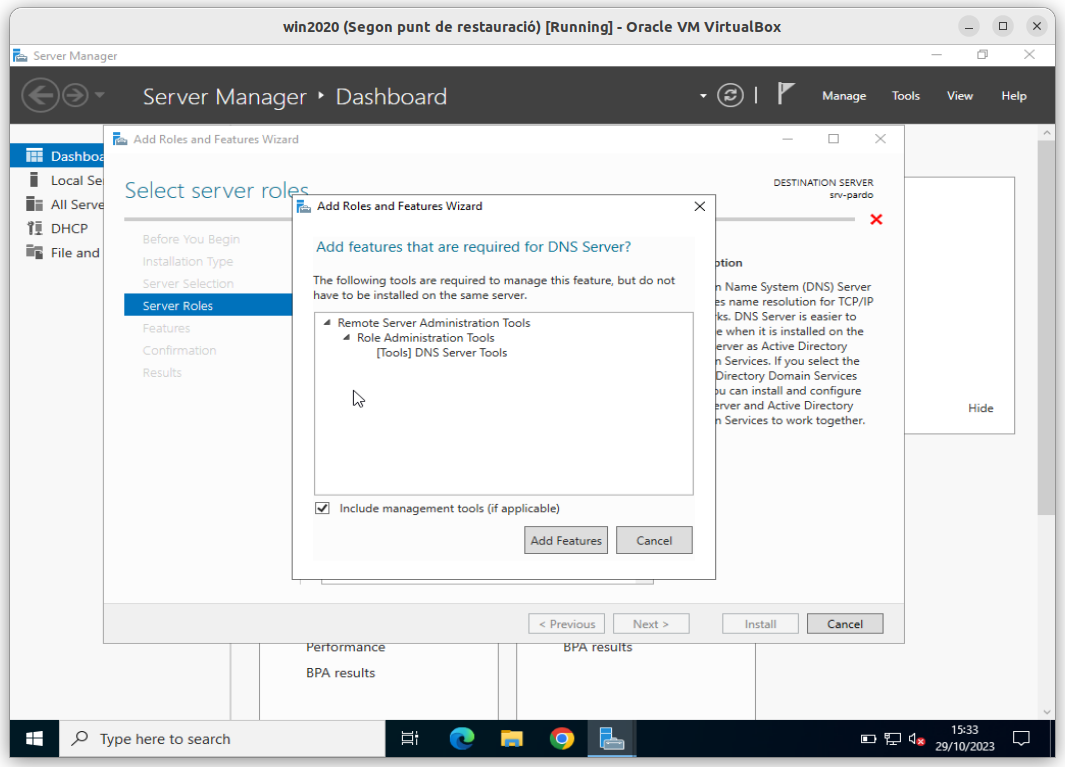 win2020 (Segon punt de restauració) [Running] - Oracle VM VirtualBox
Server Manager
Server Manager • Dashboard
Manage Tools View Help
Dashboa
Local Se
All Serve
DHCP
File and
Add Roles and Features Wizard
Select server roles
DESTINATION SERVER
srv-pardo
Before You Begin
Installation Type
Server Selection
Server Roles
Features
Confirmation
Results
Add Roles and Features Wizard
Add features that are required for DNS Server?
The following tools are required to manage this feature, but do not
have to be installed on the same server.
Remote Server Administration Tools
Role Administration Tools
[Tools] DNS Server Tools
Include management tools (if applicable)
Add Features Cancel
ption
n Name System (DNS) Server
es name resolution for TCP/IP
rks. DNS Server is easier to
e when it is installed on the
erver as Active Directory
n Services. If you select the
Directory Domain Services
ou can install and configure
erver and Active Directory
n Services to work together.
Hide
< Previous Next > Install Cancel
Performance
BPA results
BPA results
Type here to search
15:33
29/10/2023